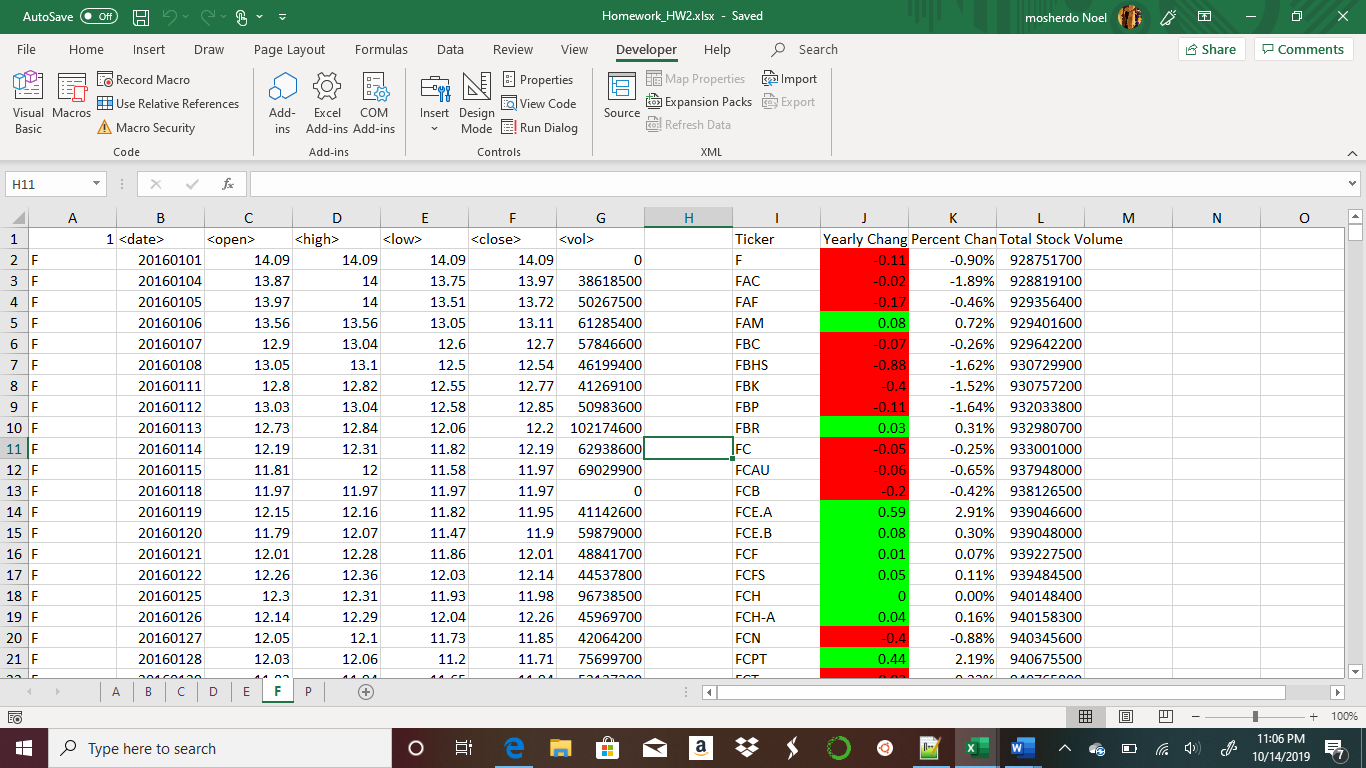 AutoSave Off Homework_HW2.xlsx - Saved mosherdo Noel
File Home Insert Draw Page Layout Formulas Data Review View Developer Help Search Share Comments
Visual Basic Macros Record Macro Use Relative References Macro Security Add-ins Excel Add-ins COM Add-ins Insert Design Mode Properties View Code Run Dialog Source Map Properties Expansion Packs Refresh Data Import Export
Code Add-ins Controls XML
H11 fx
A B C D E F G H I J K L M N O
1 1 <date> <open> <high> <low> <close> <vol> Ticker Yearly Chang Percent Chan Total Stock Volume
2 F 20160101 14.09 14.09 14.09 14.09 0 F -0.11 -0.90% 928751700
3 F 20160104 13.87 14 13.75 13.97 38618500 FAC -0.02 -1.89% 928819100
4 F 20160105 13.97 14 13.51 13.72 50267500 FAF -0.17 -0.46% 929356400
5 F 20160106 13.56 13.56 13.05 13.11 61285400 FAM 0.08 0.72% 929401600
6 F 20160107 12.9 13.04 12.6 12.7 57846600 FBC -0.07 -0.26% 929642200
7 F 20160108 13.05 13.1 12.5 12.54 46199400 FBHS -0.88 -1.62% 930729900
8 F 20160111 12.8 12.82 12.55 12.77 41269100 FBK -0.4 -1.52% 930757200
9 F 20160112 13.03 13.04 12.58 12.85 50983600 FBP -0.11 -1.64% 932033800
10 F 20160113 12.73 12.84 12.06 12.2 102174600 FBR 0.03 0.31% 932980700
11 F 20160114 12.19 12.31 11.82 12.19 62938600 FC -0.05 -0.25% 933001000
12 F 20160115 11.81 12 11.58 11.97 69029900 FCAU -0.06 -0.65% 937948000
13 F 20160118 11.97 11.97 11.97 11.97 0 FCB -0.2 -0.42% 938126500
14 F 20160119 12.15 12.16 11.82 11.95 41142600 FCE.A 0.59 2.91% 939046600
15 F 20160120 11.79 12.07 11.47 11.9 59879000 FCE.B 0.08 0.30% 939048000
16 F 20160121 12.01 12.28 11.86 12.01 48841700 FCF 0.01 0.07% 939227500
17 F 20160122 12.26 12.36 12.03 12.14 44537800 FCFS 0.05 0.11% 939484500
18 F 20160125 12.3 12.31 11.93 11.98 96738500 FCH 0 0.00% 940148400
19 F 20160126 12.14 12.29 12.04 12.26 45969700 FCH-A 0.04 0.16% 940158300
20 F 20160127 12.05 12.1 11.73 11.85 42064200 FCN -0.4 -0.88% 940345600
21 F 20160128 12.03 12.06 11.2 11.71 75699700 FCPT 0.44 2.19% 940675500
A B C D E F P
100%
Type here to search
11:06 PM
10/14/2019
7